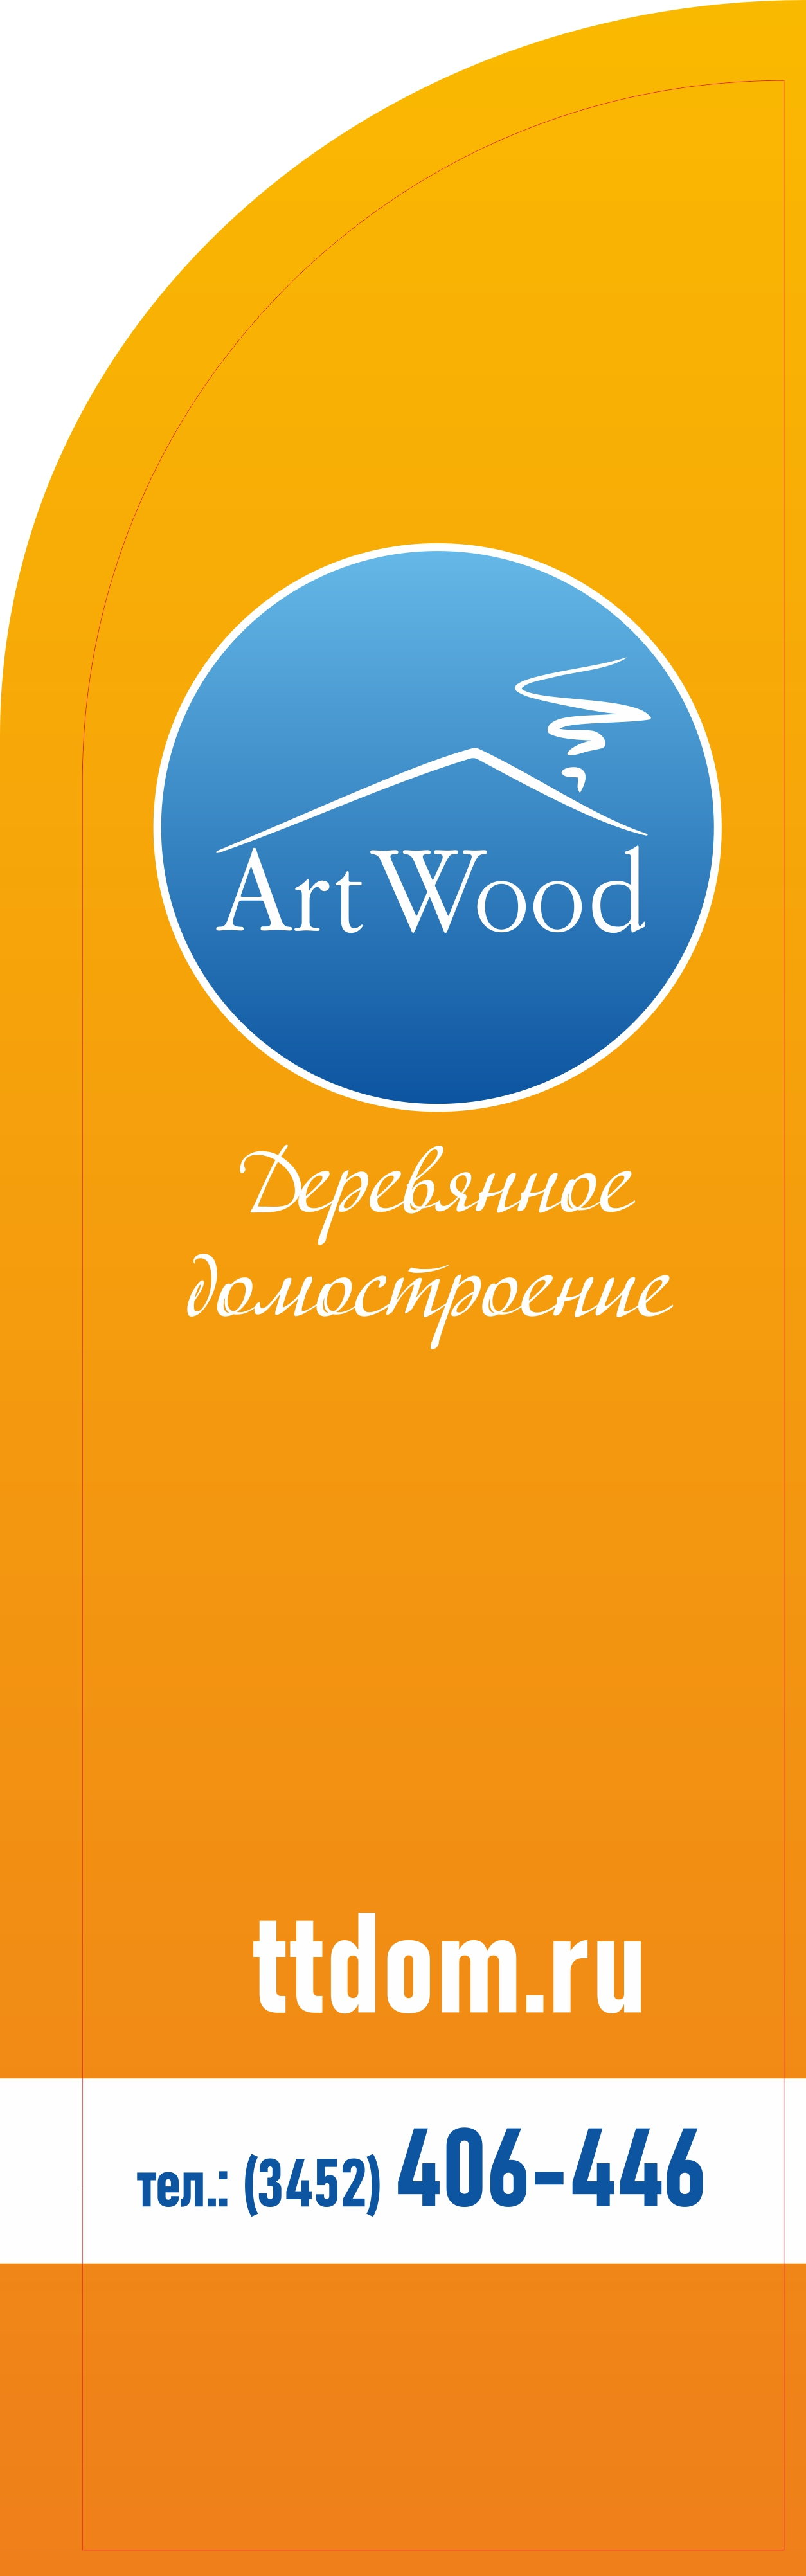 Art Wood
Деревянное
домостроение
ttdom.ru
тел.: (3452) 406-446